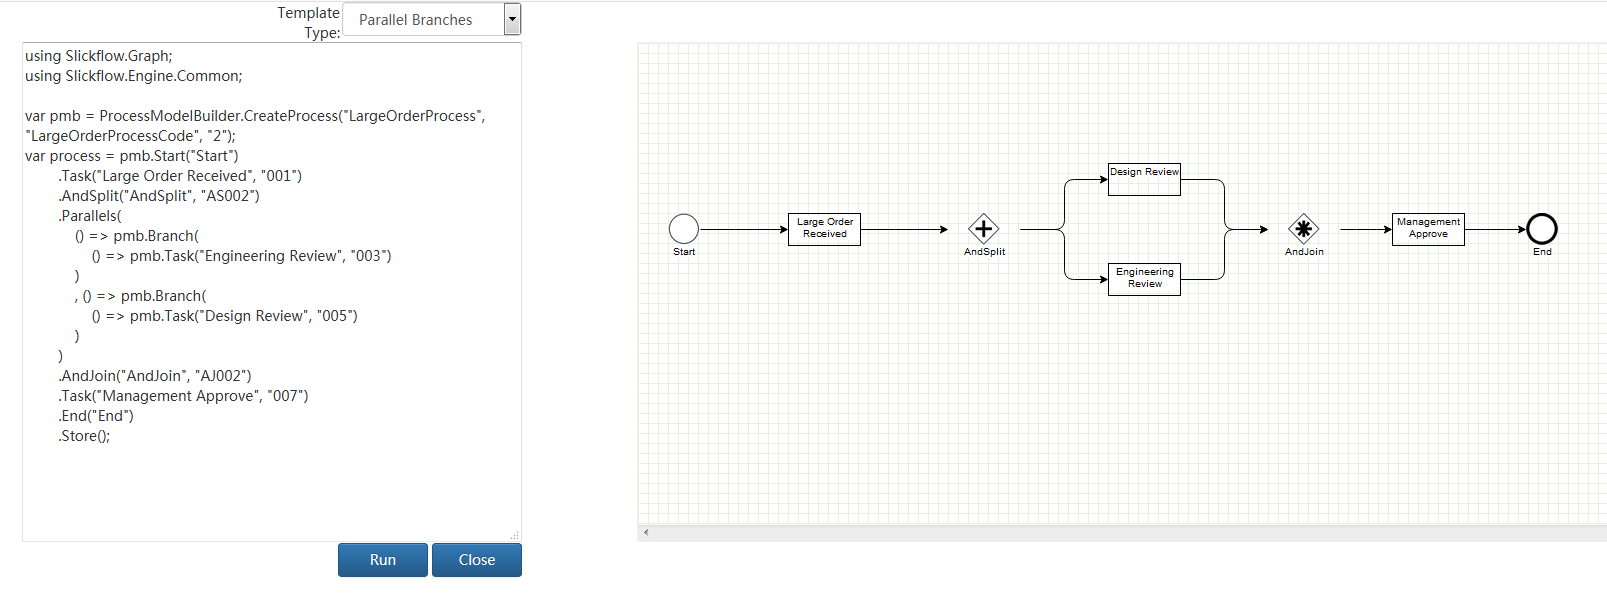 Template
Type:
Parallel Branches
using Slickflow.Graph;
using Slickflow.Engine.Common;
var pmb = ProcessModelBuilder.CreateProcess("LargeOrderProcess",
"LargeOrderProcessCode", "2");
var process = pmb.Start("Start")
.Task("Large Order Received", "001")
.AndSplit("AndSplit", "AS002")
.Parallels(
() => pmb.Branch(
() => pmb.Task("Engineering Review", "003")
)
, () => pmb.Branch(
() => pmb.Task("Design Review", "005")
)
)
.AndJoin("AndJoin", "AJ002")
.Task("Management Approve", "007")
.End("End")
.Store();
Run
Close
Start
Large Order
Received
AndSplit
Design Review
Engineering
Review
AndJoin
Management
Approve
End